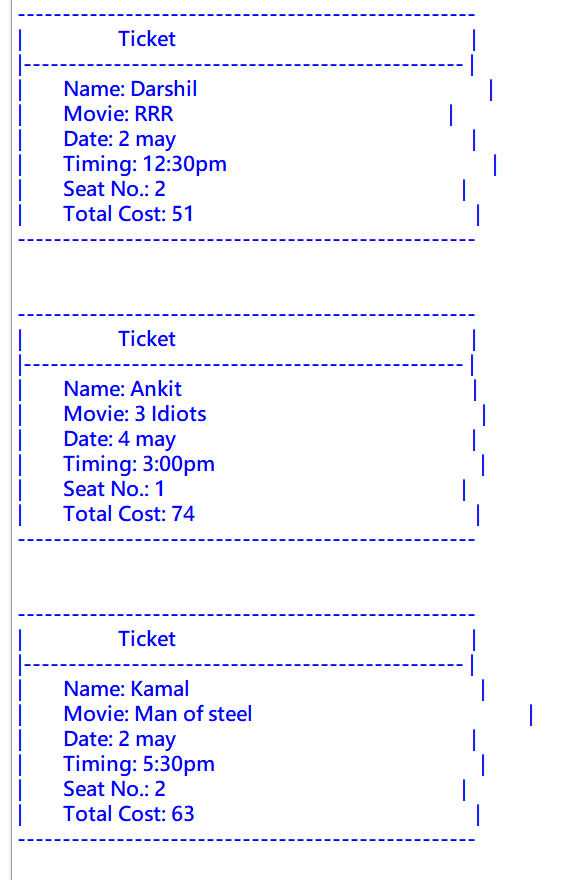 ---------------------------------------------------
|                Ticket                                                 |
|------------------------------------------------- |
|       Name: Darshil                                                |
|       Movie: RRR                                              |
|       Date: 2 may                                                 |
|       Timing: 12:30pm                                             |
|       Seat No.: 2                                                 |
|       Total Cost: 51                                               |
---------------------------------------------------
---------------------------------------------------
|                Ticket                                                 |
|------------------------------------------------- |
|       Name: Ankit                                                |
|       Movie: 3 Idiots                                              |
|       Date: 4 may                                                 |
|       Timing: 3:00pm                                             |
|       Seat No.: 1                                                 |
|       Total Cost: 74                                               |
---------------------------------------------------
---------------------------------------------------
|                Ticket                                                 |
|------------------------------------------------- |
|       Name: Kamal                                                |
|       Movie: Man of steel                                              |
|       Date: 2 may                                                 |
|       Timing: 5:30pm                                             |
|       Seat No.: 2                                                 |
|       Total Cost: 63                                               |
---------------------------------------------------